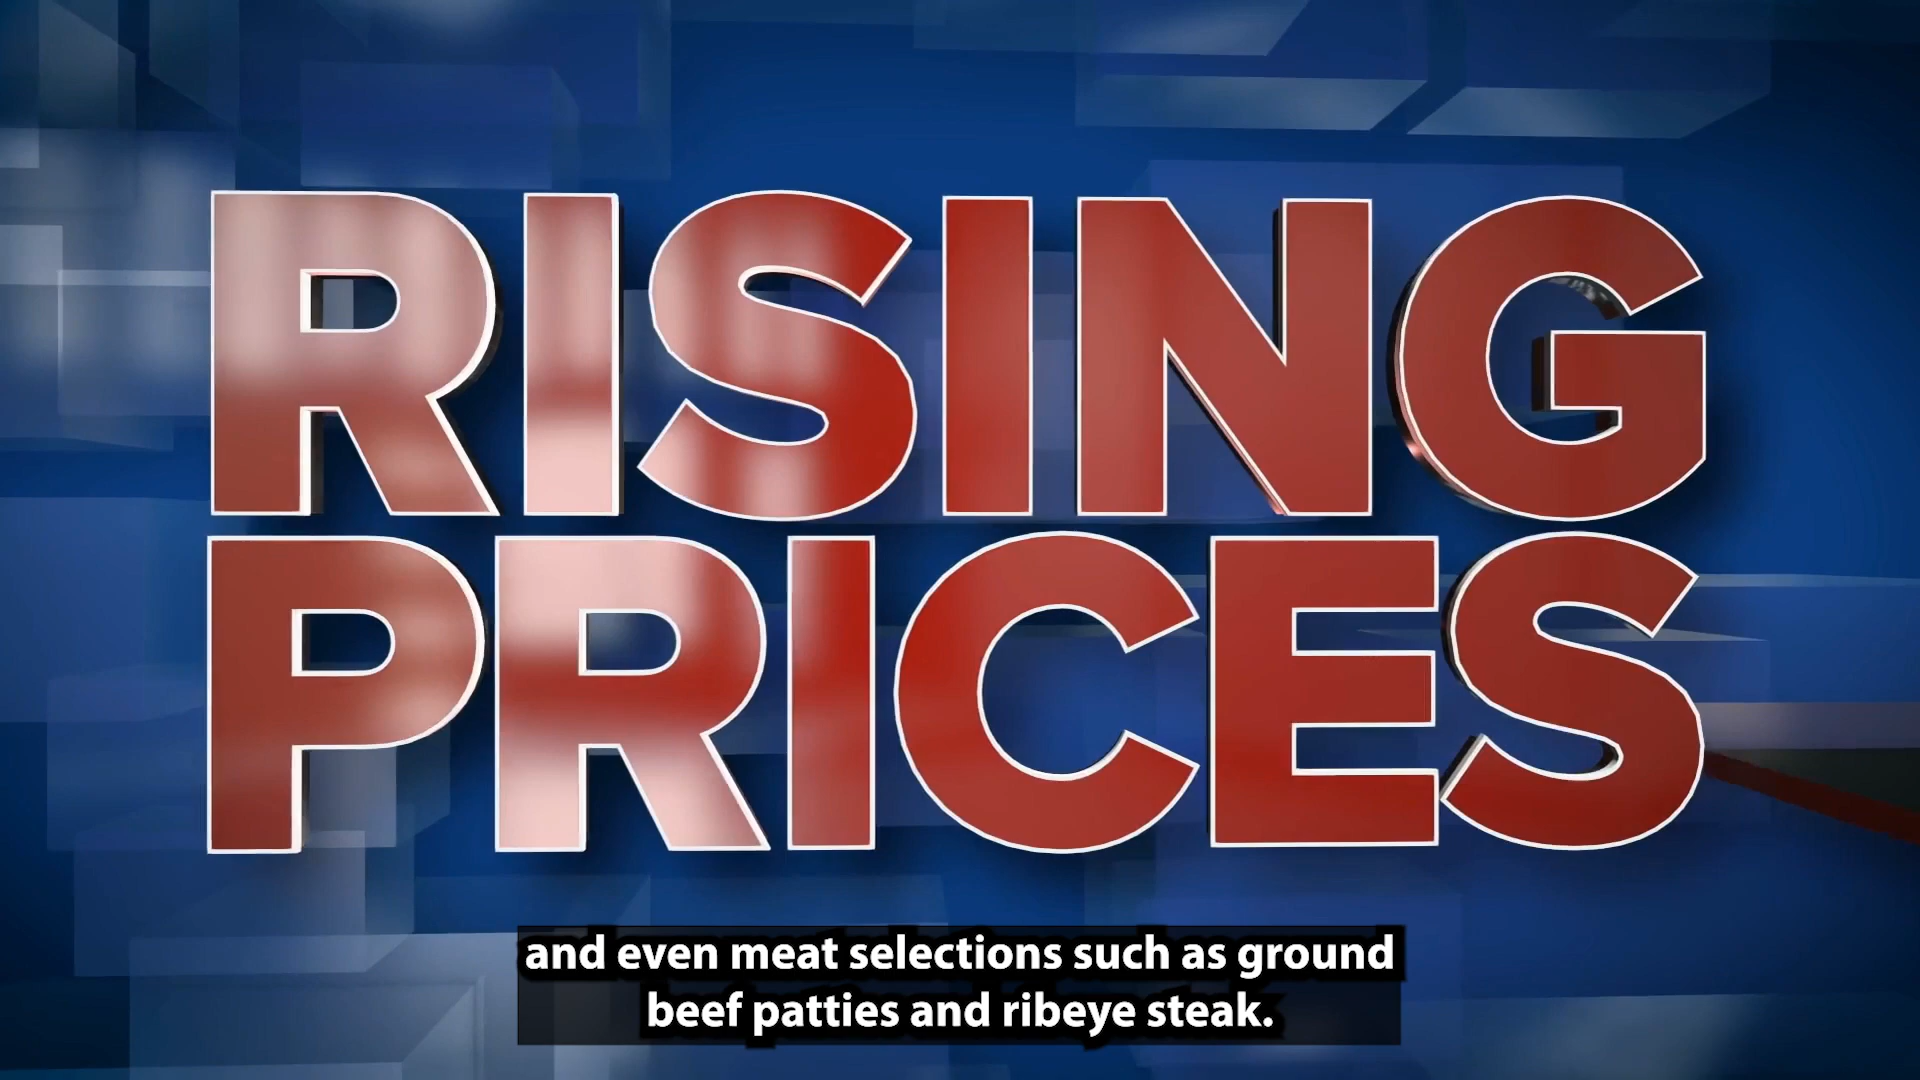 RISING
PRICES
and even meat selections such as ground
beef patties and ribeye steak.